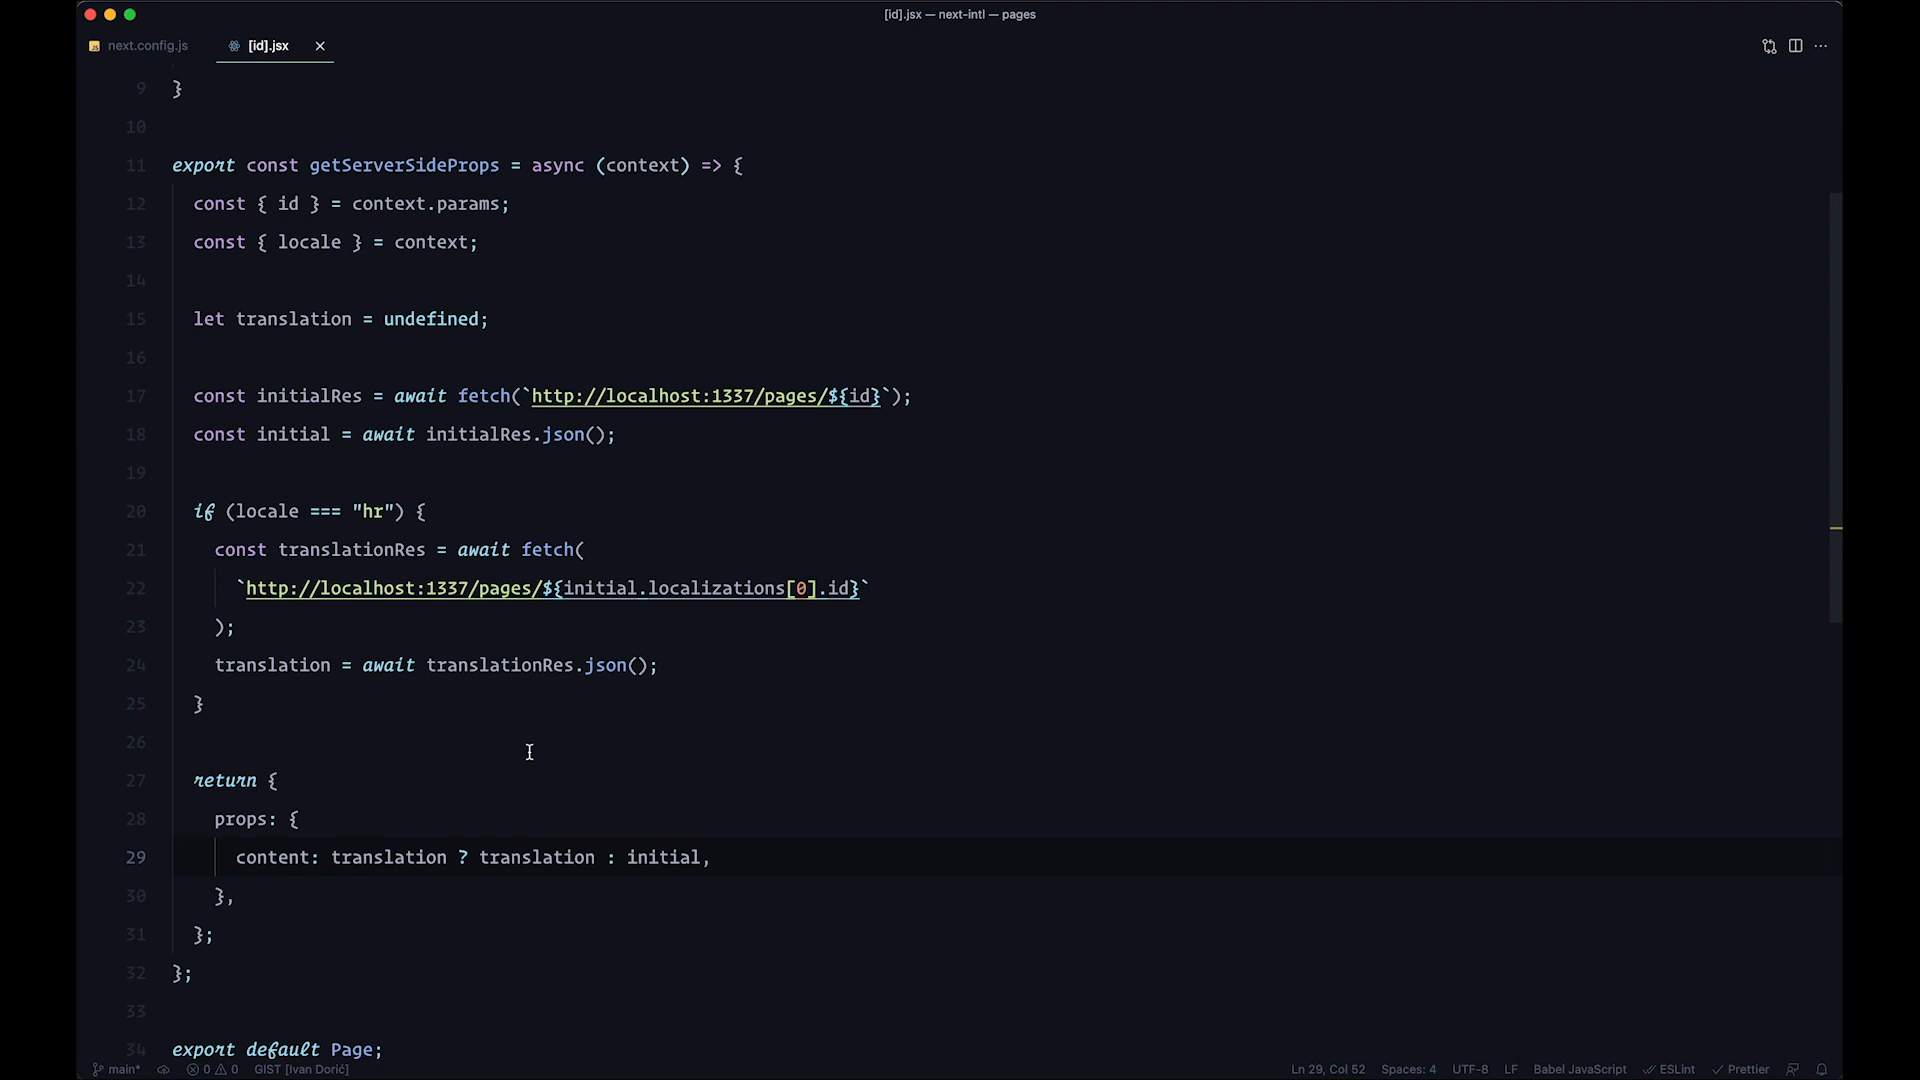 [id].jsx — next-intl — pages
next.config.js
[id].jsx
9 }
10
11 export const getServerSideProps = async (context) => {
12 const { id } = context.params;
13 const { locale } = context;
14
15 let translation = undefined;
16
17 const initialRes = await fetch(`http://localhost:1337/pages/${id}`);
18 const initial = await initialRes.json();
19
20 if (locale === "hr") {
21 const translationRes = await fetch(
22 `http://localhost:1337/pages/${initial.localizations[0].id}`
23 );
24 translation = await translationRes.json();
25 }
26
27 return {
28 props: {
29 content: translation ? translation : initial,
30 },
31 };
32 };
33
34 export default Page;
main* 0 0 GIST [Ivan Dorić] Ln 29, Col 52 Spaces: 4 UTF-8 LF Babel JavaScript ESLint Prettier